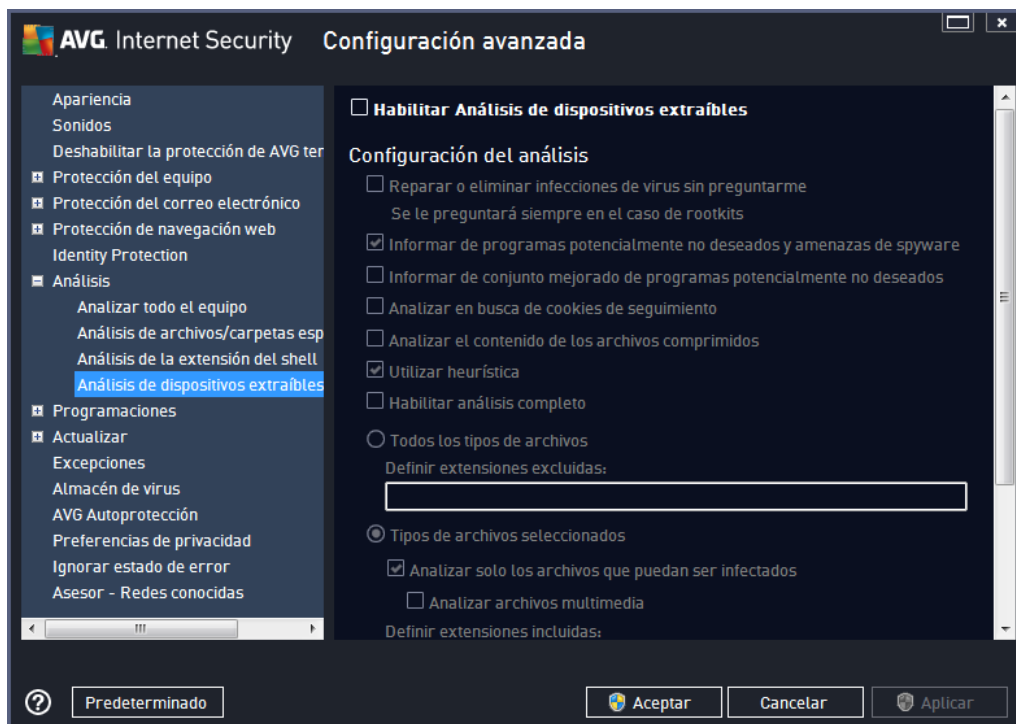 AVG. Internet Security Configuración avanzada
Apariencia
Sonidos
Deshabilitar la protección de AVG ter
Protección del equipo
Protección del correo electrónico
Protección de navegación web
Identity Protection
Análisis
Analizar todo el equipo
Análisis de archivos/carpetas esp
Análisis de la extensión del shell
Análisis de dispositivos extraíbles
Programaciones
Actualizar
Excepciones
Almacén de virus
AVG Autoprotección
Preferencias de privacidad
Ignorar estado de error
Asesor - Redes conocidas
Habilitar Análisis de dispositivos extraíbles
Configuración del análisis
Reparar o eliminar infecciones de virus sin preguntarme
Se le preguntará siempre en el caso de rootkits
Informar de programas potencialmente no deseados y amenazas de spyware
Informar de conjunto mejorado de programas potencialmente no deseados
Analizar en busca de cookies de seguimiento
Analizar el contenido de los archivos comprimidos
Utilizar heurística
Habilitar análisis completo
Todos los tipos de archivos
Definir extensiones excluidas:
Tipos de archivos seleccionados
Analizar solo los archivos que puedan ser infectados
Analizar archivos multimedia
Definir extensiones incluidas:
? Predeterminado Aceptar Cancelar Aplicar